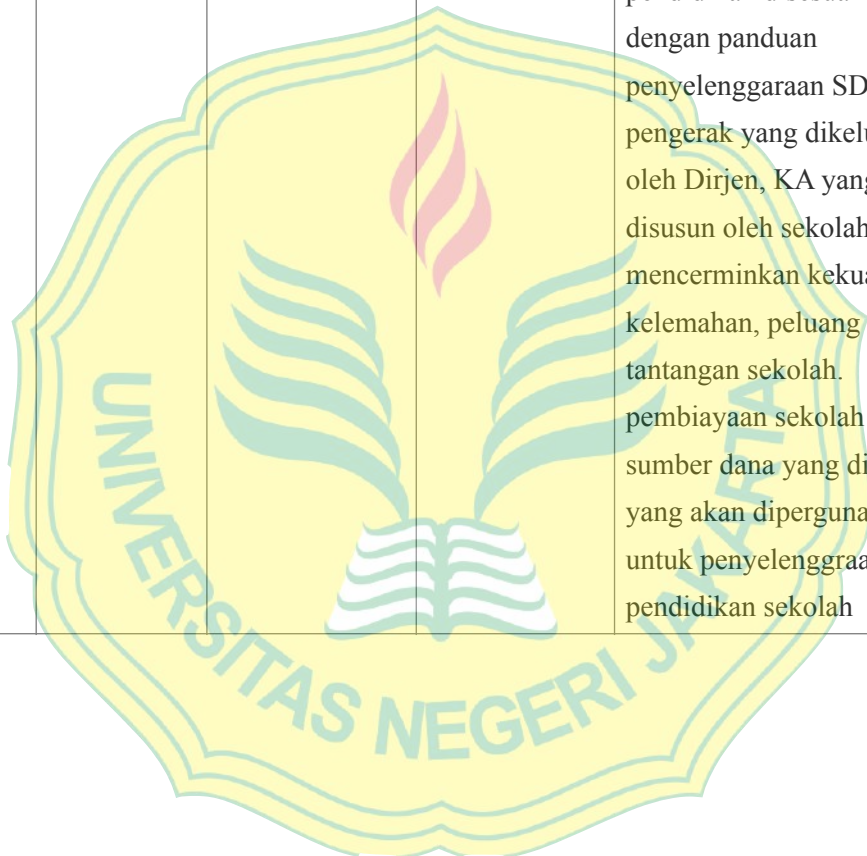 dengan panduan
penyelenggaraan SD
pengerak yang dikelu
oleh Dirjen, KA yang
disusun oleh sekolah
mencerminkan kekua
kelemahan, peluang
tantangan sekolah.
pembiayaan sekolah
sumber dana yang di
yang akan diperguna
untuk penyelenggraa
pendidikan sekolah
UNIVERSITAS NEGERI JAKARTA